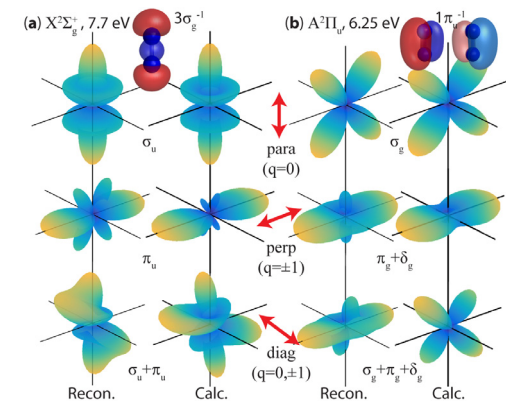 (a) X²Σg⁺, 7.7 eV 3σg⁻¹
(b) A²Πu, 6.25 eV 1πu⁻¹
σu
para
(q=0)
σg
πu
perp
(q=±1)
πg+δg
σu+πu
diag
(q=0,±1)
σg+πg+δg
Recon. Calc. Recon. Calc.